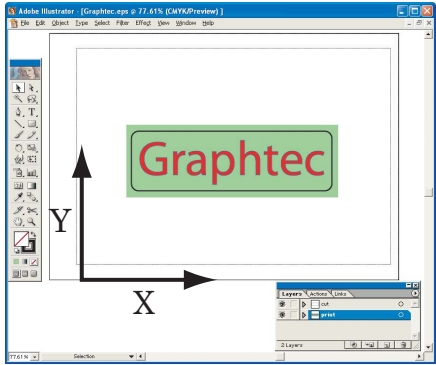 Adobe Illustrator - [Graphtec.eps @ 77.61% (CMYK/Preview) ]
File Edit Object Type Select Filter Effect View Window Help
Graphtec
Y
X
Layers Actions Links
cut
print
2 Layers
77.61% Selection